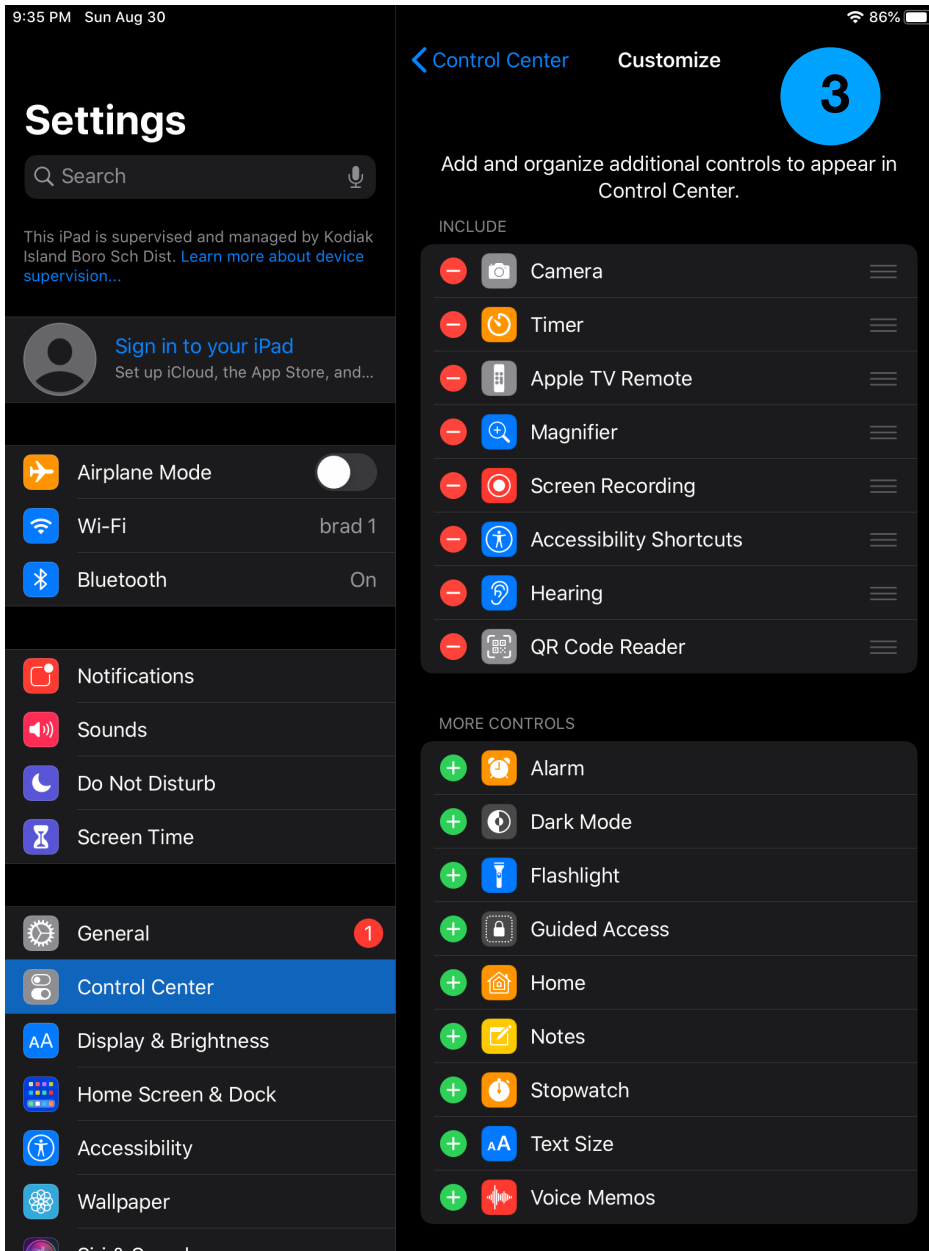 9:35 PM Sun Aug 30
86%
Settings
Search
This iPad is supervised and managed by Kodiak
Island Boro Sch Dist. Learn more about device
supervision...
Sign in to your iPad
Set up iCloud, the App Store, and...
Airplane Mode
Wi-Fi brad 1
Bluetooth On
Notifications
Sounds
Do Not Disturb
Screen Time
General 1
Control Center
AA Display & Brightness
Home Screen & Dock
Accessibility
Wallpaper
Control Center Customize
3
Add and organize additional controls to appear in
Control Center.
INCLUDE
Camera
Timer
Apple TV Remote
Magnifier
Screen Recording
Accessibility Shortcuts
Hearing
QR Code Reader
MORE CONTROLS
Alarm
Dark Mode
Flashlight
Guided Access
Home
Notes
Stopwatch
AA Text Size
Voice Memos